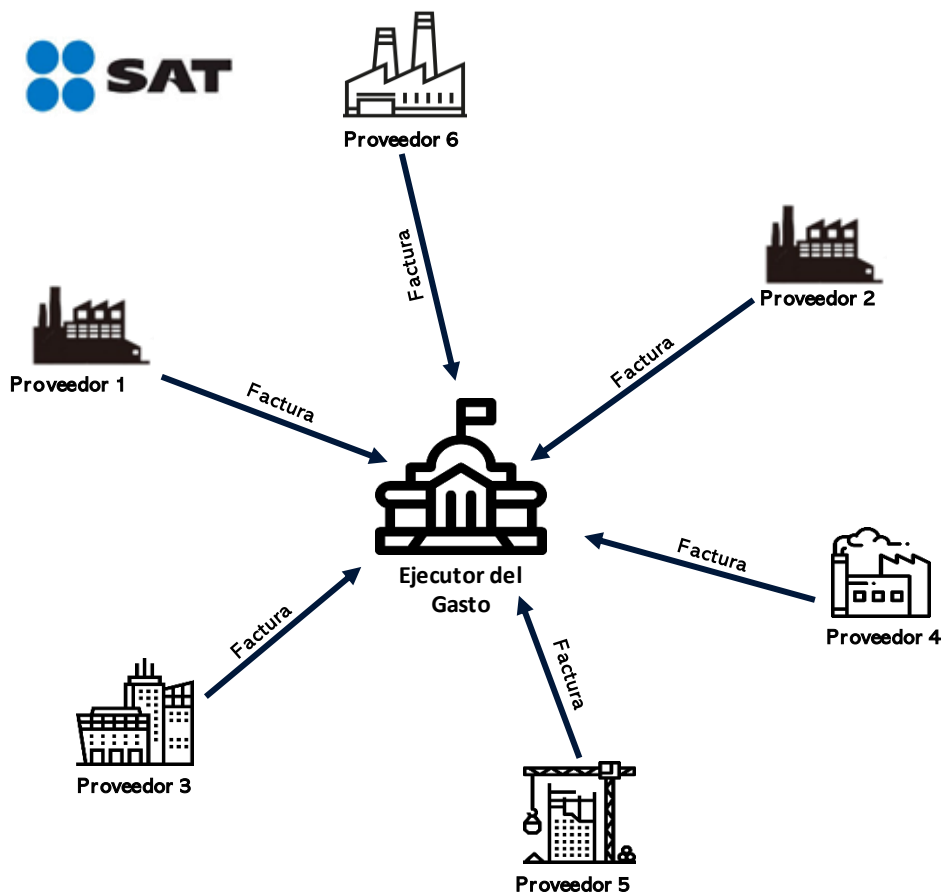 SAT
Proveedor 6
Factura
Proveedor 2
Factura
Proveedor 1
Factura
Ejecutor del
Gasto
Factura
Proveedor 4
Factura
Proveedor 3
Factura
Proveedor 5